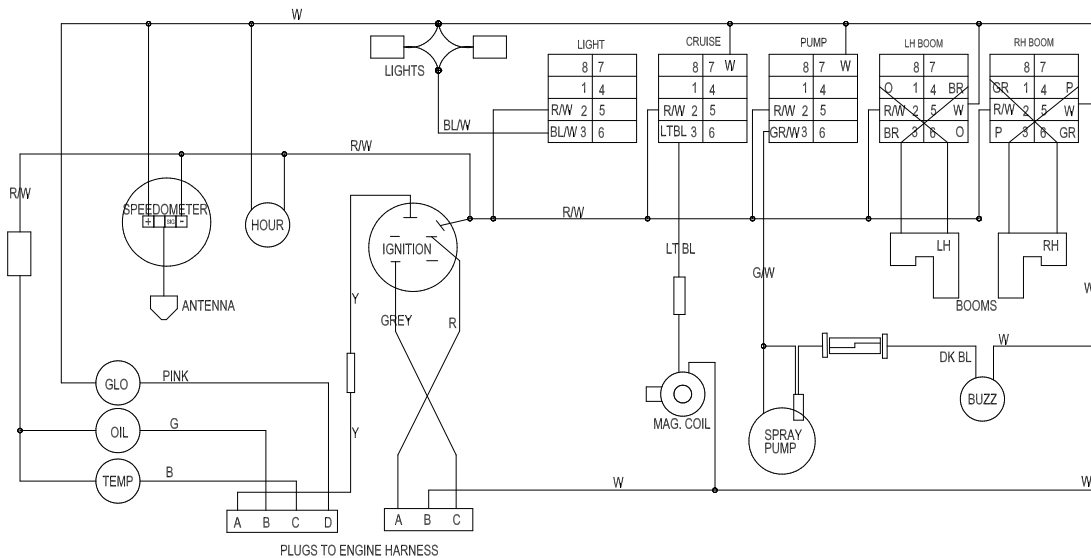 W
LIGHTS
BL/W
LIGHT
8 7
1 4
R/W 2 5
BL/W 3 6
CRUISE
8 7 W
1 4
R/W 2 5
LTBL 3 6
PUMP
8 7 W
1 4
R/W 2 5
GR/W 3 6
LH BOOM
8 7
O 1 4 BR
R/W 2 5 W
BR 3 6 O
RH BOOM
8 7
GR 1 4 P
R/W 2 5 W
P 3 6 GR
R/W
R/W
R/W
SPEEDOMETER
+ SIG -
HOUR
IGNITION
ANTENNA
Y
GREY
R
LT BL
G/W
LH
RH
BOOMS
W
W
DK BL
BUZZ
MAG. COIL
SPRAY
PUMP
GLO
PINK
OIL
G
TEMP
B
Y
W
W
A B C D
A B C
PLUGS TO ENGINE HARNESS